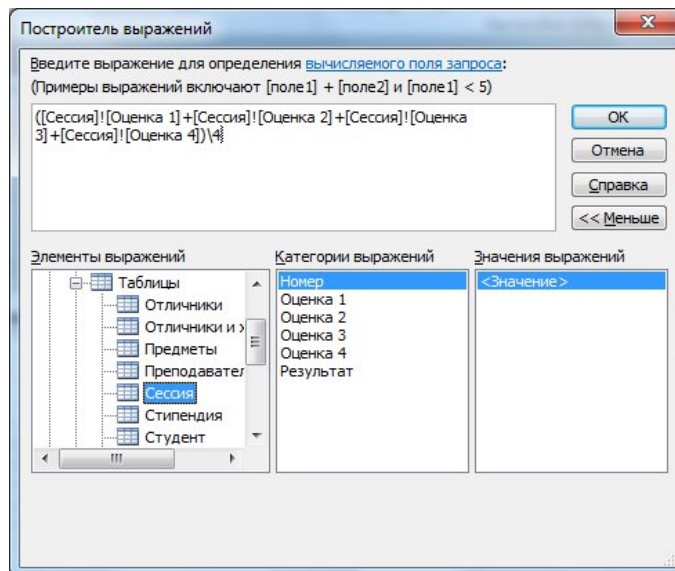 Построитель выражений
Введите выражение для определения вычисляемого поля запроса:
(Примеры выражений включают [поле1] + [поле2] и [поле1] < 5)
([Сессия]![Оценка 1]+[Сессия]![Оценка 2]+[Сессия]![Оценка
3]+[Сессия]![Оценка 4])\4
ОК
Отмена
Справка
<< Меньше
Элементы выражений
Таблицы
Отличники
Отличники и х
Предметы
Преподавател
Сессия
Стипендия
Студент
Категории выражений
Номер
Оценка 1
Оценка 2
Оценка 3
Оценка 4
Результат
Значения выражений
<Значение>